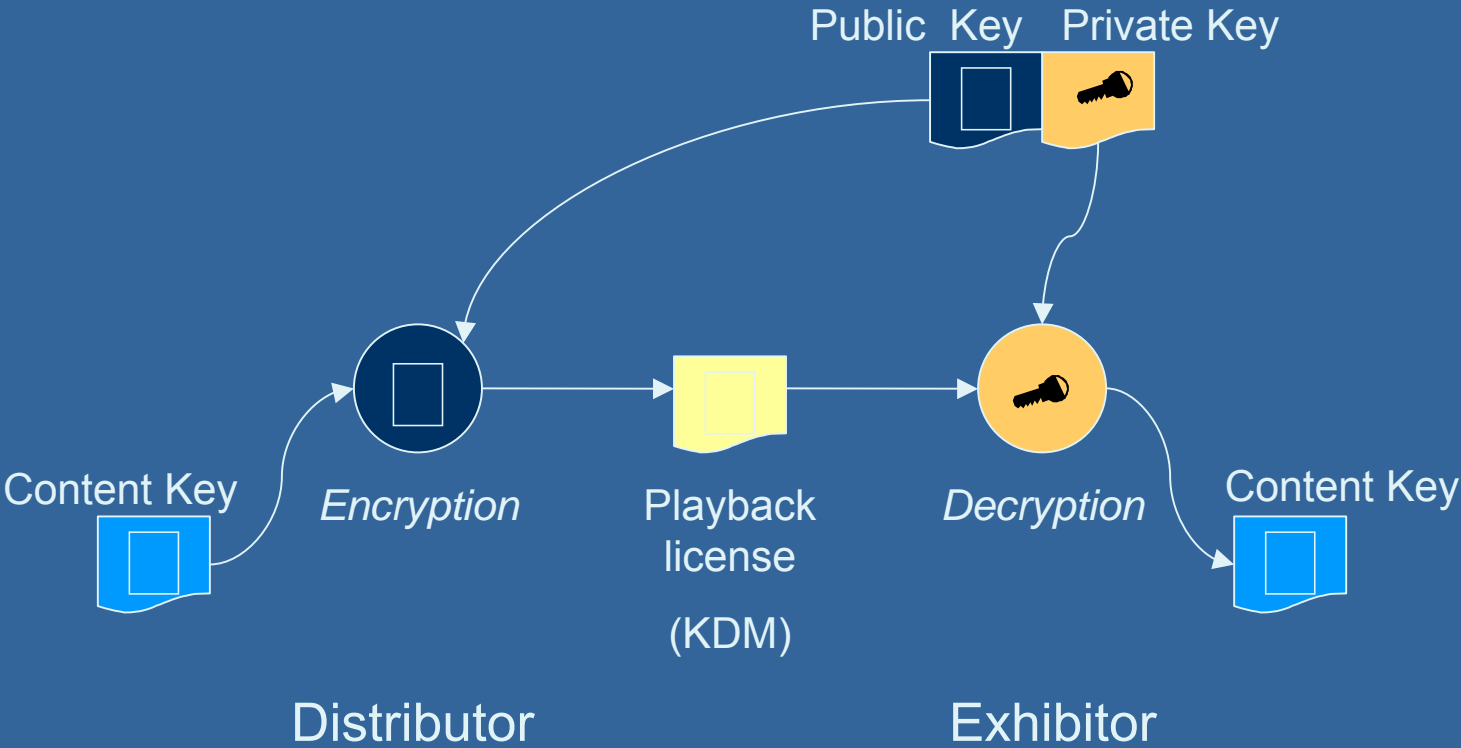 Public Key Private Key
Content Key
Encryption
Playback
license
(KDM)
Decryption
Content Key
Distributor
Exhibitor